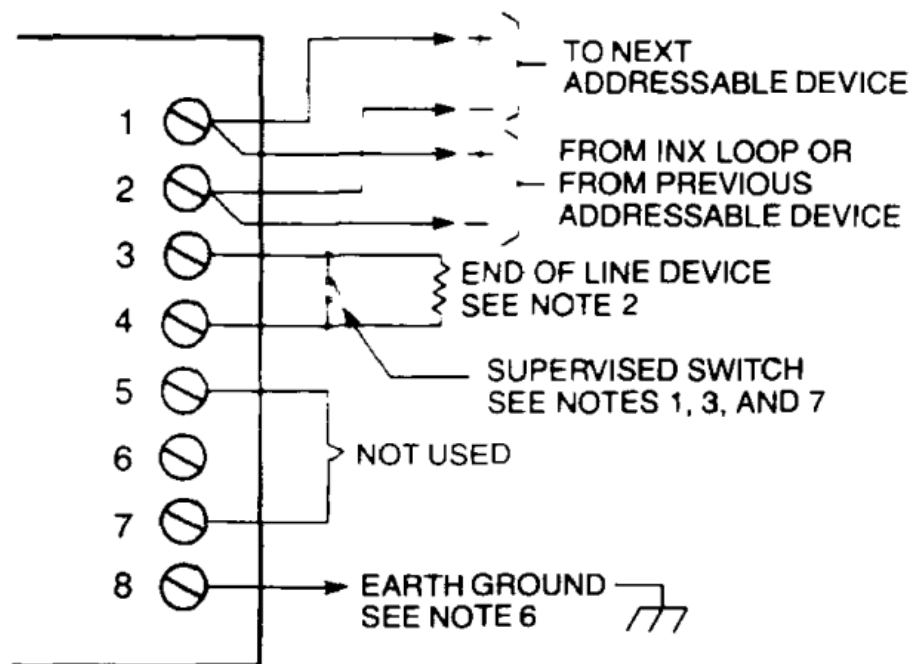 +
TO NEXT
ADDRESSABLE DEVICE
1
–
+
FROM INX LOOP OR
2
FROM PREVIOUS
ADDRESSABLE DEVICE
–
3
END OF LINE DEVICE
SEE NOTE 2
4
SUPERVISED SWITCH
SEE NOTES 1, 3, AND 7
5
6
NOT USED
7
8
EARTH GROUND
SEE NOTE 6